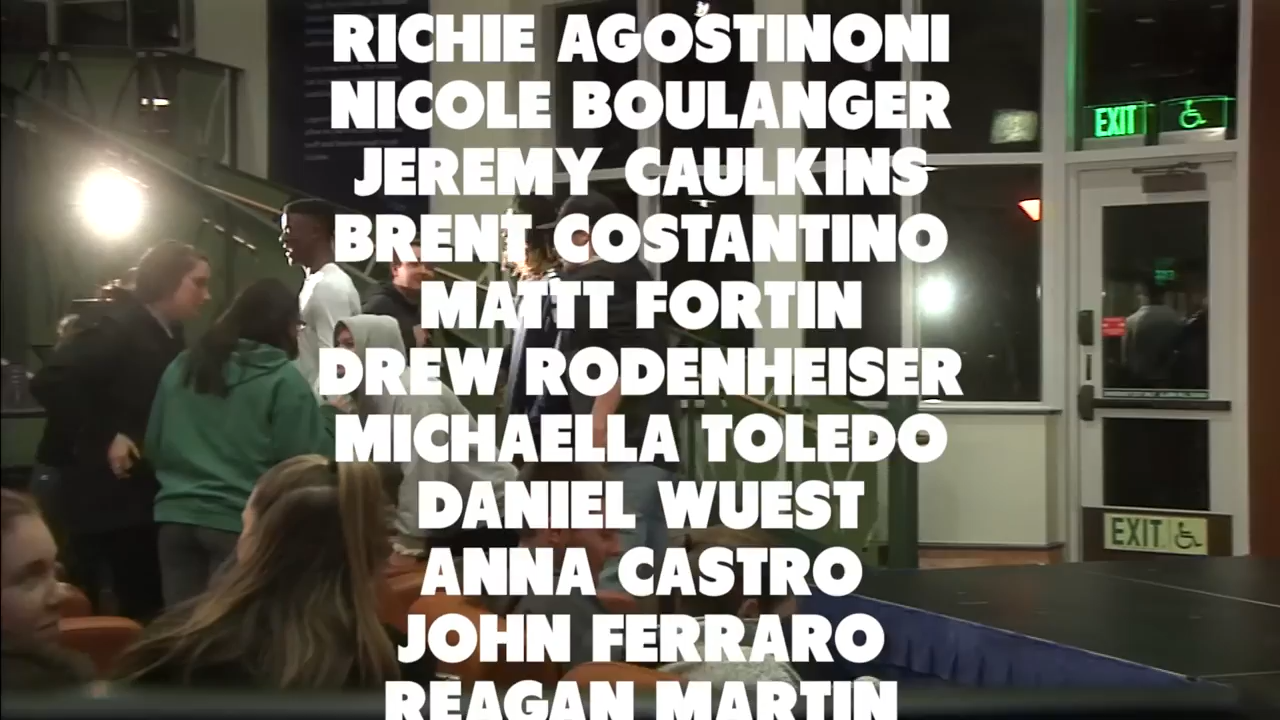 RICHIE AGOSTINONI
NICOLE BOULANGER
JEREMY CAULKINS
BRENT COSTANTINO
MATTT FORTIN
DREW RODENHEISER
MICHAELLA TOLEDO
DANIEL WUEST
ANNA CASTRO
JOHN FERRARO
REAGAN MARTIN
EXIT
EXIT